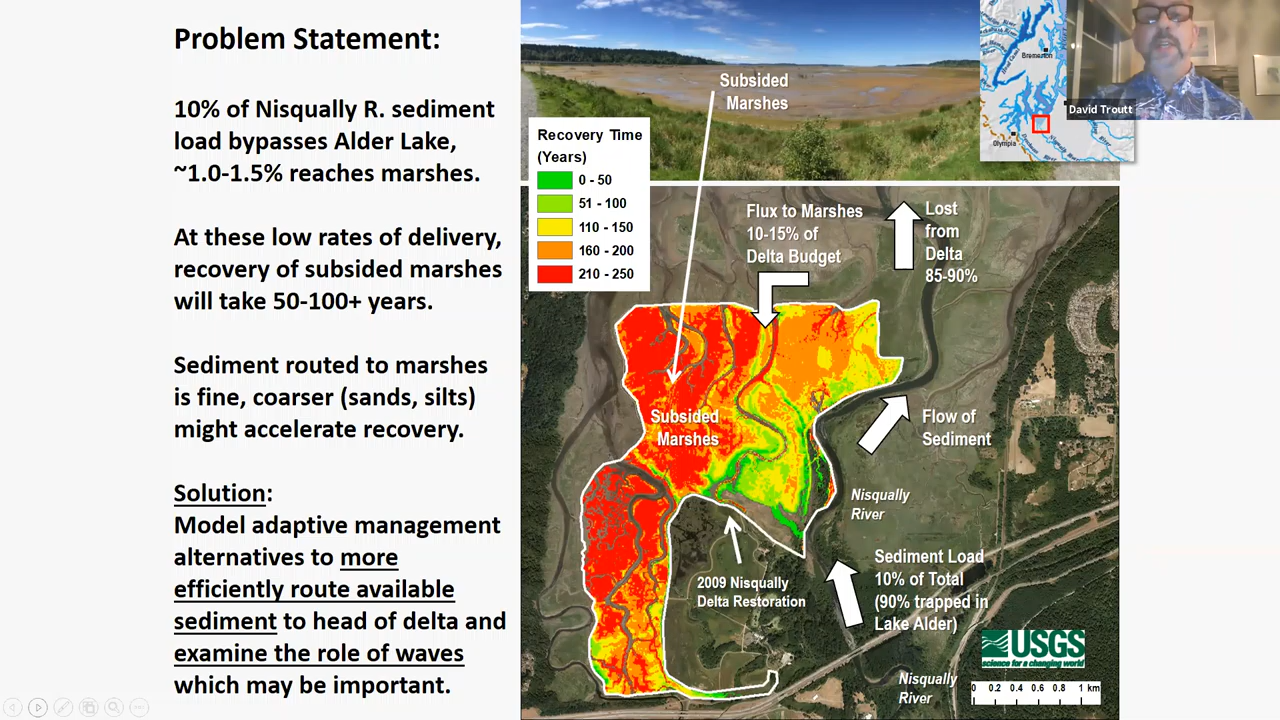 Problem Statement:
10% of Nisqually R. sediment
load bypasses Alder Lake,
~1.0-1.5% reaches marshes.
At these low rates of delivery,
recovery of subsided marshes
will take 50-100+ years.
Sediment routed to marshes
is fine, coarser (sands, silts)
might accelerate recovery.
Solution:
Model adaptive management
alternatives to more
efficiently route available
sediment to head of delta and
examine the role of waves
which may be important.
Subsided
Marshes
Recovery Time
(Years)
0 - 50
51 - 100
110 - 150
160 - 200
210 - 250
Bremerton
Olympia
David Troutt
Flux to Marshes
10-15% of
Delta Budget
Lost
from
Delta
85-90%
Subsided
Marshes
Flow of
Sediment
Nisqually
River
2009 Nisqually
Delta Restoration
Sediment Load
10% of Total
(90% trapped in
Lake Alder)
USGS
science for a changing world
Nisqually
River
0 0.2 0.4 0.6 0.8 1 km